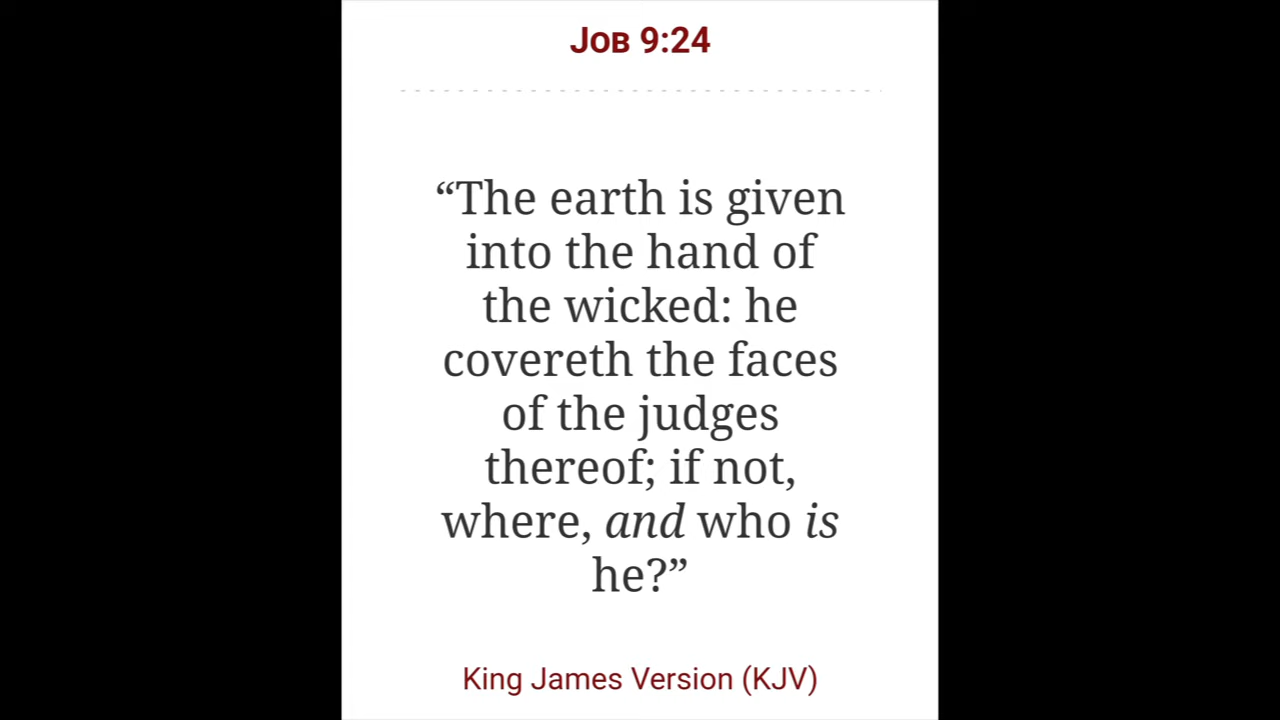 Job 9:24
“The earth is given
into the hand of
the wicked: he
covereth the faces
of the judges
thereof; if not,
where, and who is
he?”
King James Version (KJV)